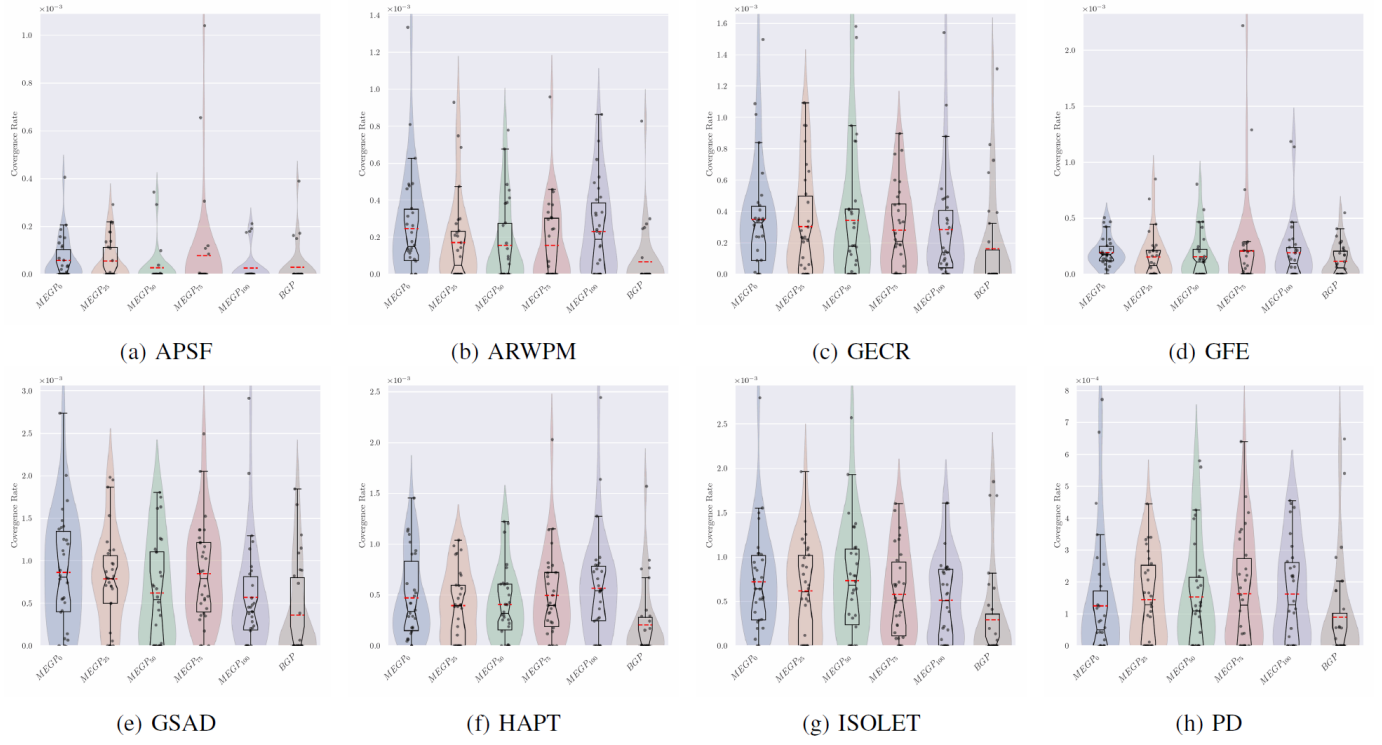 ×10⁻³
Covergence Rate
1.0
0.8
0.6
0.4
0.2
0.0
MEGP₀
MEGP₂₅
MEGP₅₀
MEGP₇₅
MEGP₁₀₀
BGP
(a) APSF
×10⁻³
Covergence Rate
1.4
1.2
1.0
0.8
0.6
0.4
0.2
0.0
MEGP₀
MEGP₂₅
MEGP₅₀
MEGP₇₅
MEGP₁₀₀
BGP
(b) ARWPM
×10⁻³
Covergence Rate
1.6
1.4
1.2
1.0
0.8
0.6
0.4
0.2
0.0
MEGP₀
MEGP₂₅
MEGP₅₀
MEGP₇₅
MEGP₁₀₀
BGP
(c) GECR
×10⁻³
Covergence Rate
2.0
1.5
1.0
0.5
0.0
MEGP₀
MEGP₂₅
MEGP₅₀
MEGP₇₅
MEGP₁₀₀
BGP
(d) GFE
×10⁻³
Covergence Rate
3.0
2.5
2.0
1.5
1.0
0.5
0.0
MEGP₀
MEGP₂₅
MEGP₅₀
MEGP₇₅
MEGP₁₀₀
BGP
(e) GSAD
×10⁻³
Covergence Rate
2.5
2.0
1.5
1.0
0.5
0.0
MEGP₀
MEGP₂₅
MEGP₅₀
MEGP₇₅
MEGP₁₀₀
BGP
(f) HAPT
×10⁻³
Covergence Rate
2.5
2.0
1.5
1.0
0.5
0.0
MEGP₀
MEGP₂₅
MEGP₅₀
MEGP₇₅
MEGP₁₀₀
BGP
(g) ISOLET
×10⁻⁴
Covergence Rate
8
7
6
5
4
3
2
1
0
MEGP₀
MEGP₂₅
MEGP₅₀
MEGP₇₅
MEGP₁₀₀
BGP
(h) PD